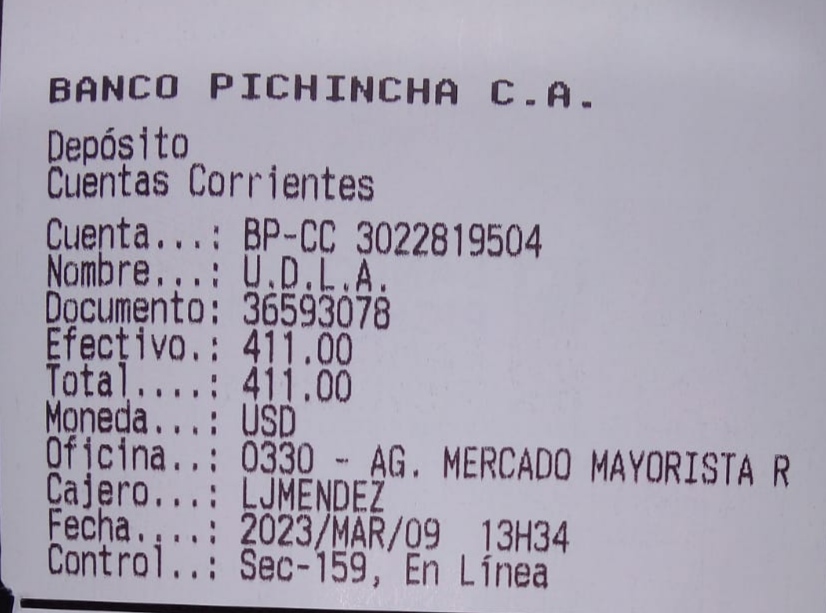 BANCO PICHINCHA C.A.
Depósito
Cuentas Corrientes
Cuenta...: BP-CC 3022819504
Nombre...: U.D.L.A.
Documento: 36593078
Efectivo.: 411.00
Total....: 411.00
Moneda...: USD
Oficina..: 0330 - AG. MERCADO MAYORISTA R
Cajero...: LJMENDEZ
Fecha....: 2023/MAR/09 13H34
Control..: Sec-159, En Línea